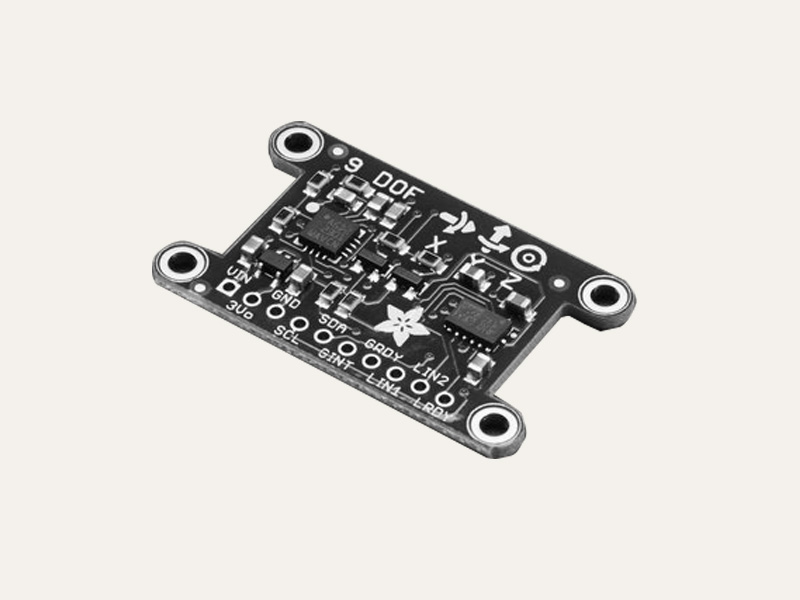 9 DOF
X Y Z
VIN
3Vo
GND
SCL
SDA
GINT
GRDY
LIN1
LIN2
LRDY